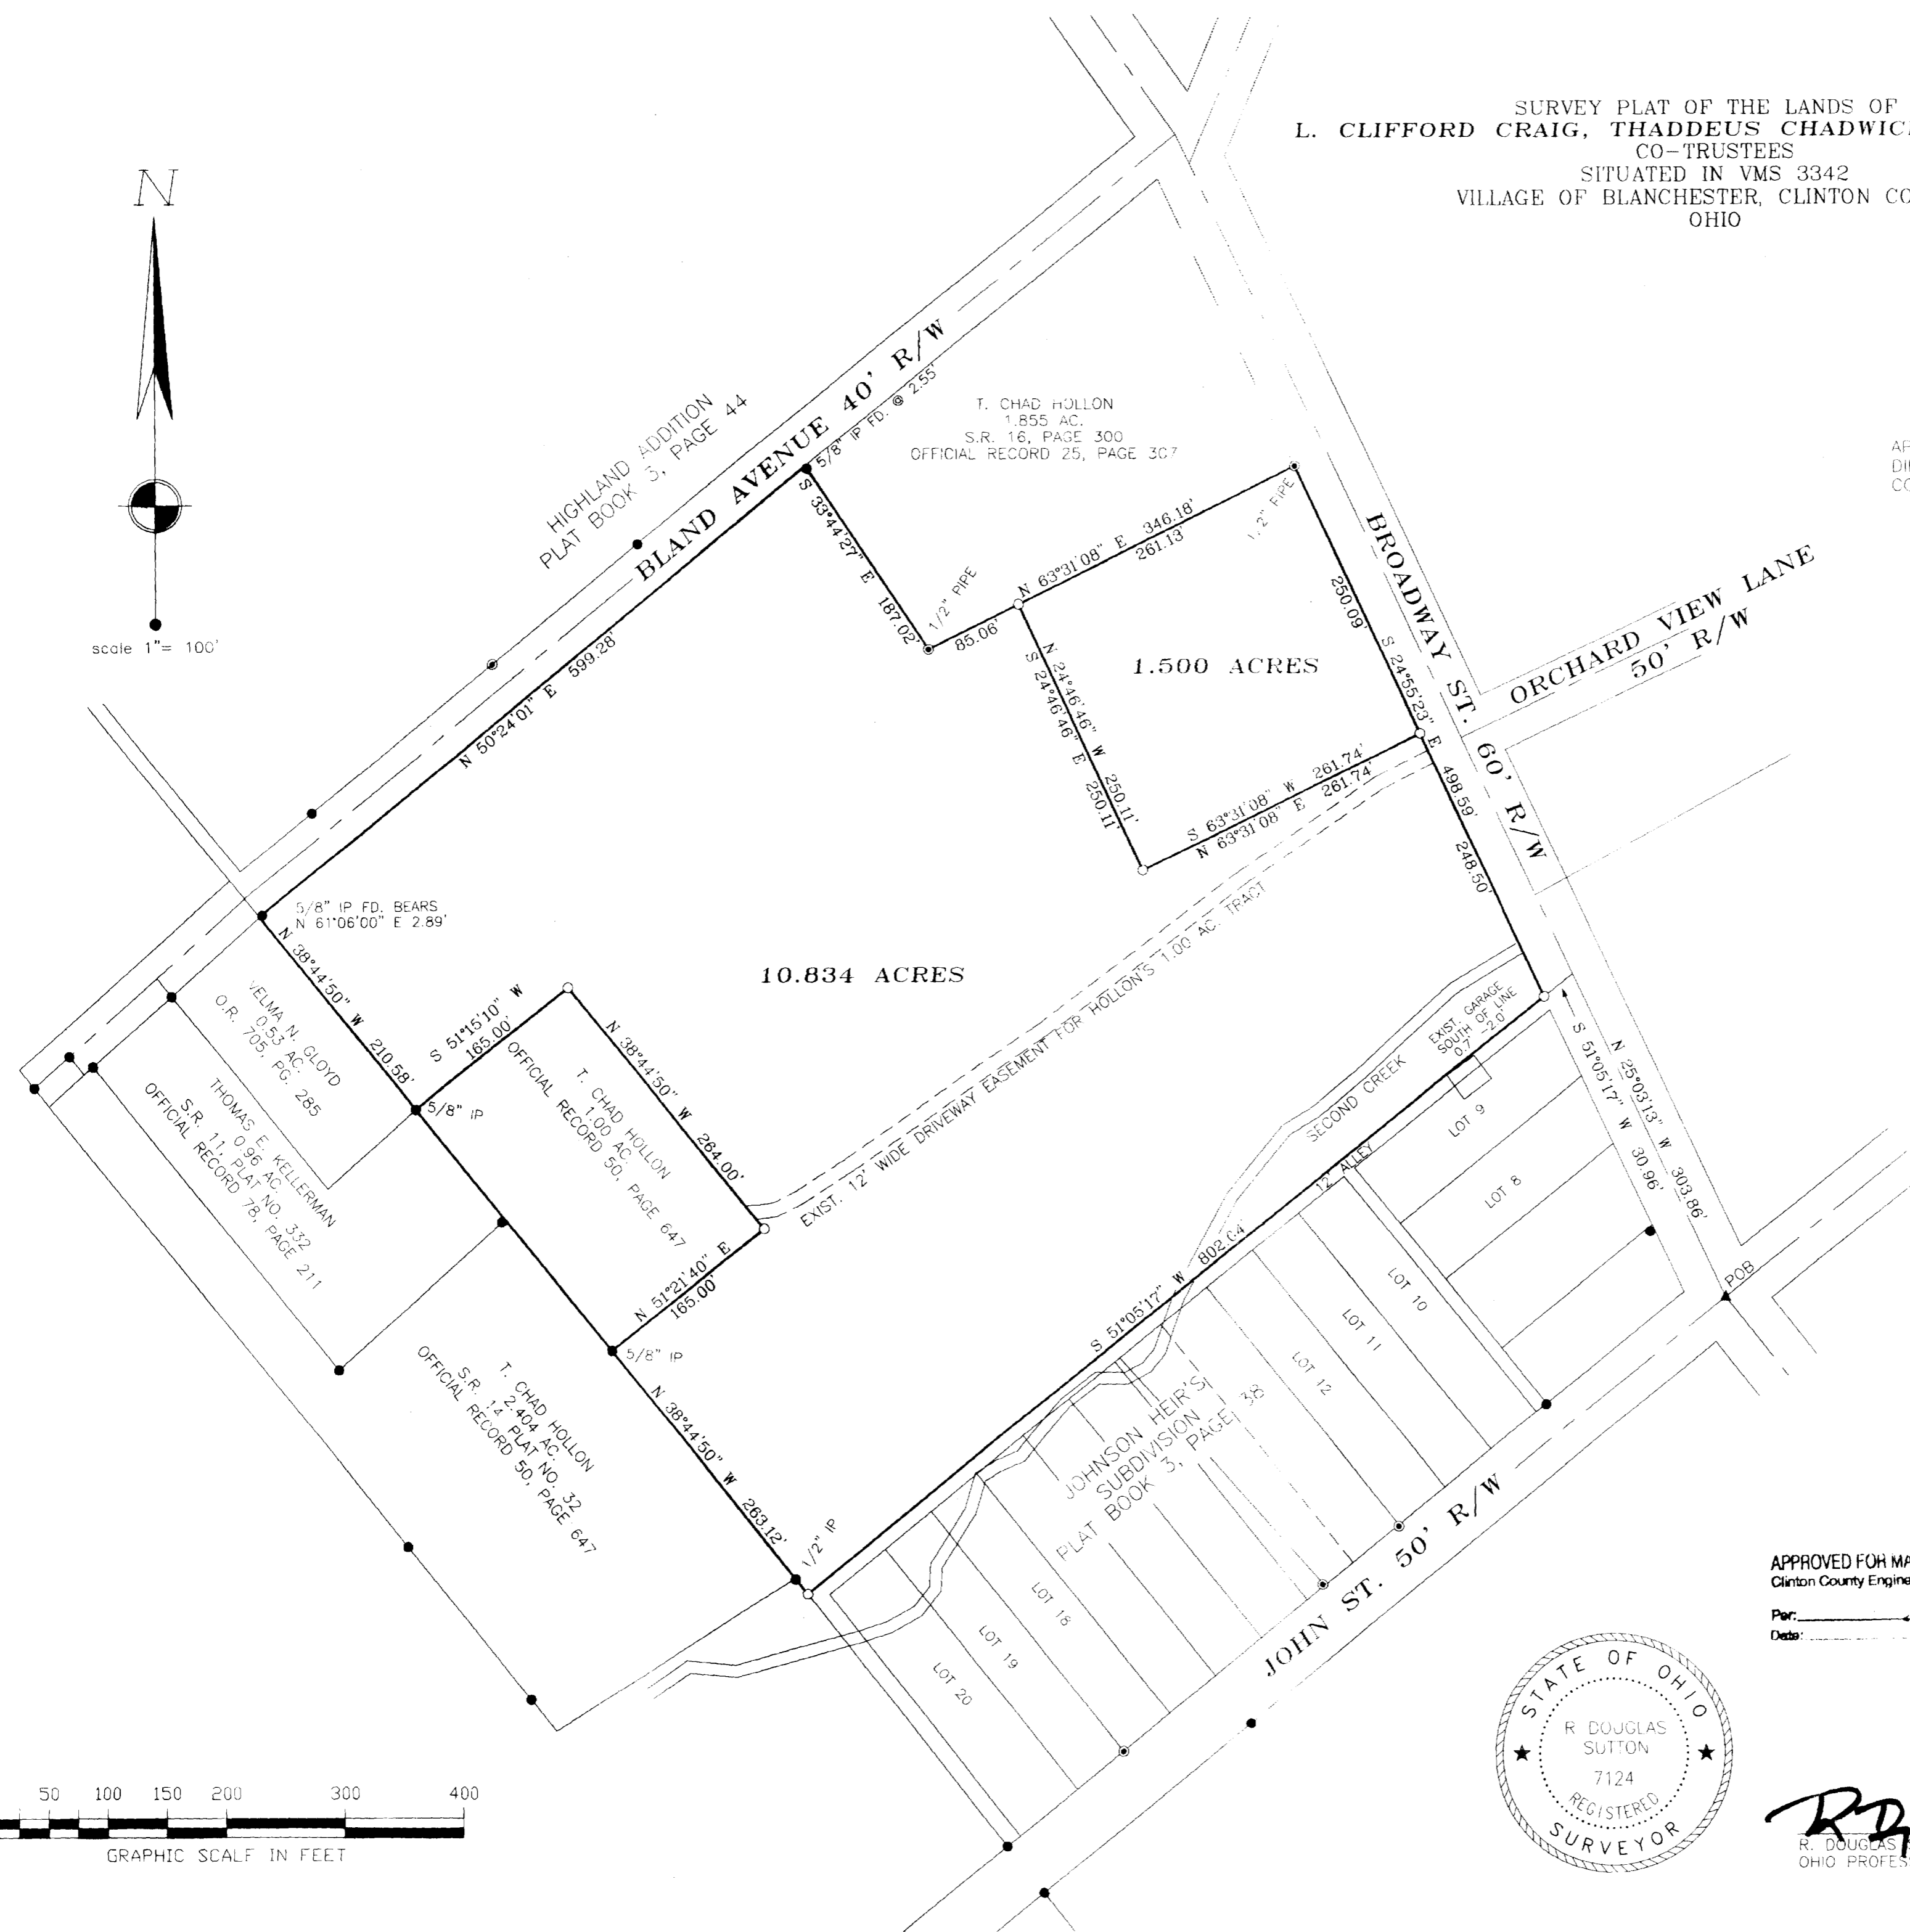 SURVEY PLAT OF THE LANDS OF
L. CLIFFORD CRAIG, THADDEUS CHADWIC
CO-TRUSTEES
SITUATED IN VMS 3342
VILLAGE OF BLANCHESTER, CLINTON CO
OHIO
N
scale 1"= 100'
HIGHLAND ADDITION
PLAT BOOK 3, PAGE 44
BLAND AVENUE 40' R/W
5/8" IP FD. @ 2.55'
T. CHAD HOLLON
1.855 AC.
S.R. 16, PAGE 300
OFFICIAL RECORD 25, PAGE 307
AP
DI
CO
S 33°44'27" E 187.02'
1/2" PIPE
85.06'
N 63°31'08" E 346.18'
261.13'
1/2" PIPE
250.09'
S 24°55'23" E 498.59'
248.50'
BROADWAY ST. 60' R/W
ORCHARD VIEW LANE
50' R/W
1.500 ACRES
N 24°46'46" W 250.11'
S 24°46'46" E 250.11'
S 63°31'08" W 261.74'
N 63°31'08" E 261.74'
N 50°24'01" E 599.28'
5/8" IP FD. BEARS
N 61°06'00" E 2.89'
N 38°44'50" W 210.58'
10.834 ACRES
VELMA N. GLOYD
0.53 AC.
O.R. 705, PG. 285
THOMAS E. KELLERMAN
0.96 AC.
S.R. 11, PLAT NO. 332
OFFICIAL RECORD 78, PAGE 211
S 51°15'10" W
165.00'
5/8" IP
N 38°44'50" W 264.00'
T. CHAD HOLLON
1.00 AC.
OFFICIAL RECORD 50, PAGE 647
N 51°21'40" E
165.00'
5/8" IP
EXIST. 12' WIDE DRIVEWAY EASEMENT FOR HOLLON'S 1.00 AC. TRACT
T. CHAD HOLLON
2.404 AC.
S.R. 14 PLAT NO. 32
OFFICIAL RECORD 50, PAGE 647
N 38°44'50" W 263.12'
1/2" IP
S 51°05'17" W 802.04'
SECOND CREEK
EXIST. GARAGE
SOUTH OF LINE
0.7' -2.0'
12' ALLEY
S 51°05'17" W 30.96'
N 25°03'13" W 303.86'
POB
LOT 9
LOT 8
LOT 10
LOT 11
LOT 12
JOHNSON HEIR'S
SUBDIVISION
PLAT BOOK 3, PAGE 38
LOT 18
LOT 19
LOT 20
JOHN ST. 50' R/W
APPROVED FOR MA
Clinton County Engine
Per:
Date:
STATE OF OHIO
R DOUGLAS
SUTTON
7124
REGISTERED
SURVEYOR
R. DOUGLAS
OHIO PROFES
50 100 150 200 300 400
GRAPHIC SCALE IN FEET